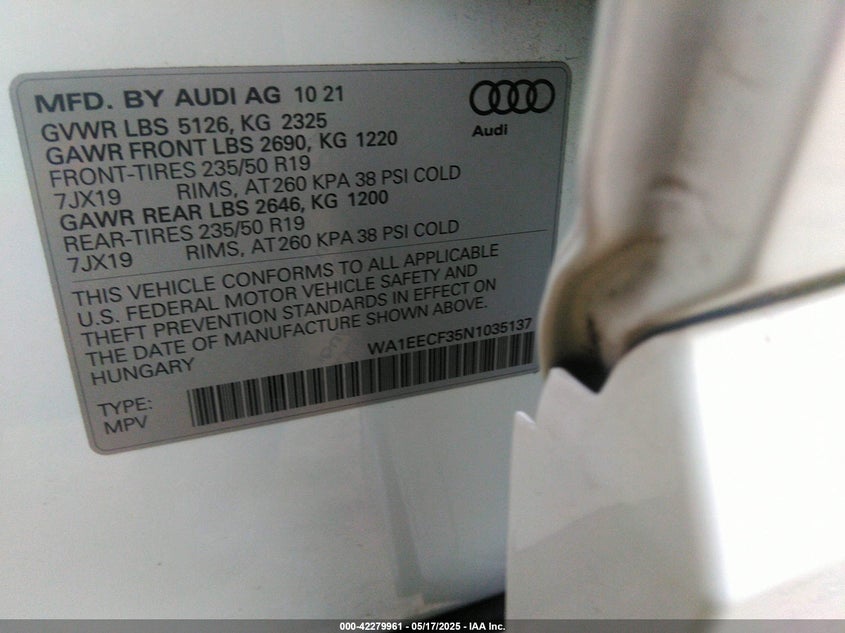 MFD. BY AUDI AG 10 21
Audi
GVWR LBS 5126, KG 2325
GAWR FRONT LBS 2690, KG 1220
FRONT-TIRES 235/50 R19
7JX19 RIMS, AT 260 KPA 38 PSI COLD
GAWR REAR LBS 2646, KG 1200
REAR-TIRES 235/50 R19
7JX19 RIMS, AT 260 KPA 38 PSI COLD
THIS VEHICLE CONFORMS TO ALL APPLICABLE
U.S. FEDERAL MOTOR VEHICLE SAFETY AND
THEFT PREVENTION STANDARDS IN EFFECT ON
THE DATE OF MANUFACTURE SHOWN ABOVE.
HUNGARY WA1EECF35N1035137
TYPE:
MPV
000-42279961 - 05/17/2025 - IAA Inc.